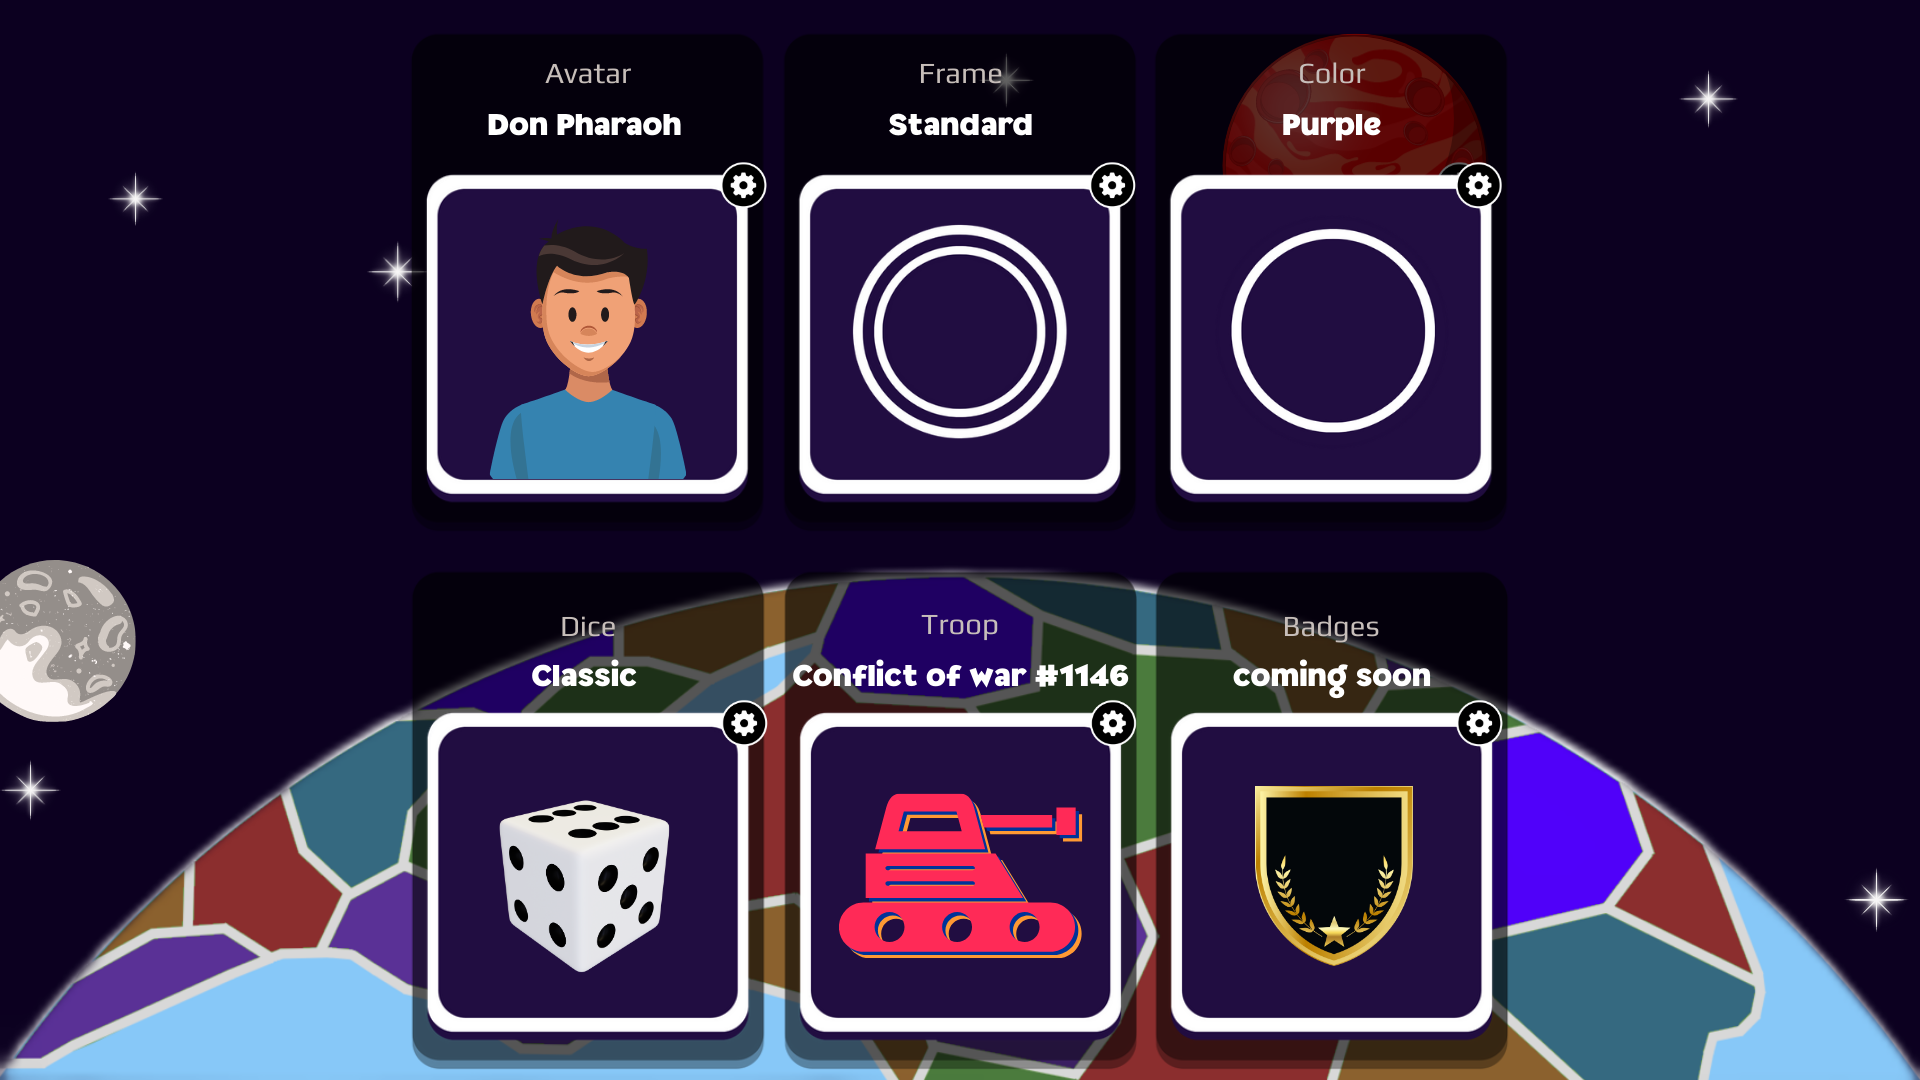 Avatar
Don Pharaoh
Frame
Standard
Color
Purple
Dice
Classic
Troop
Conflict of war #1146
Badges
coming soon